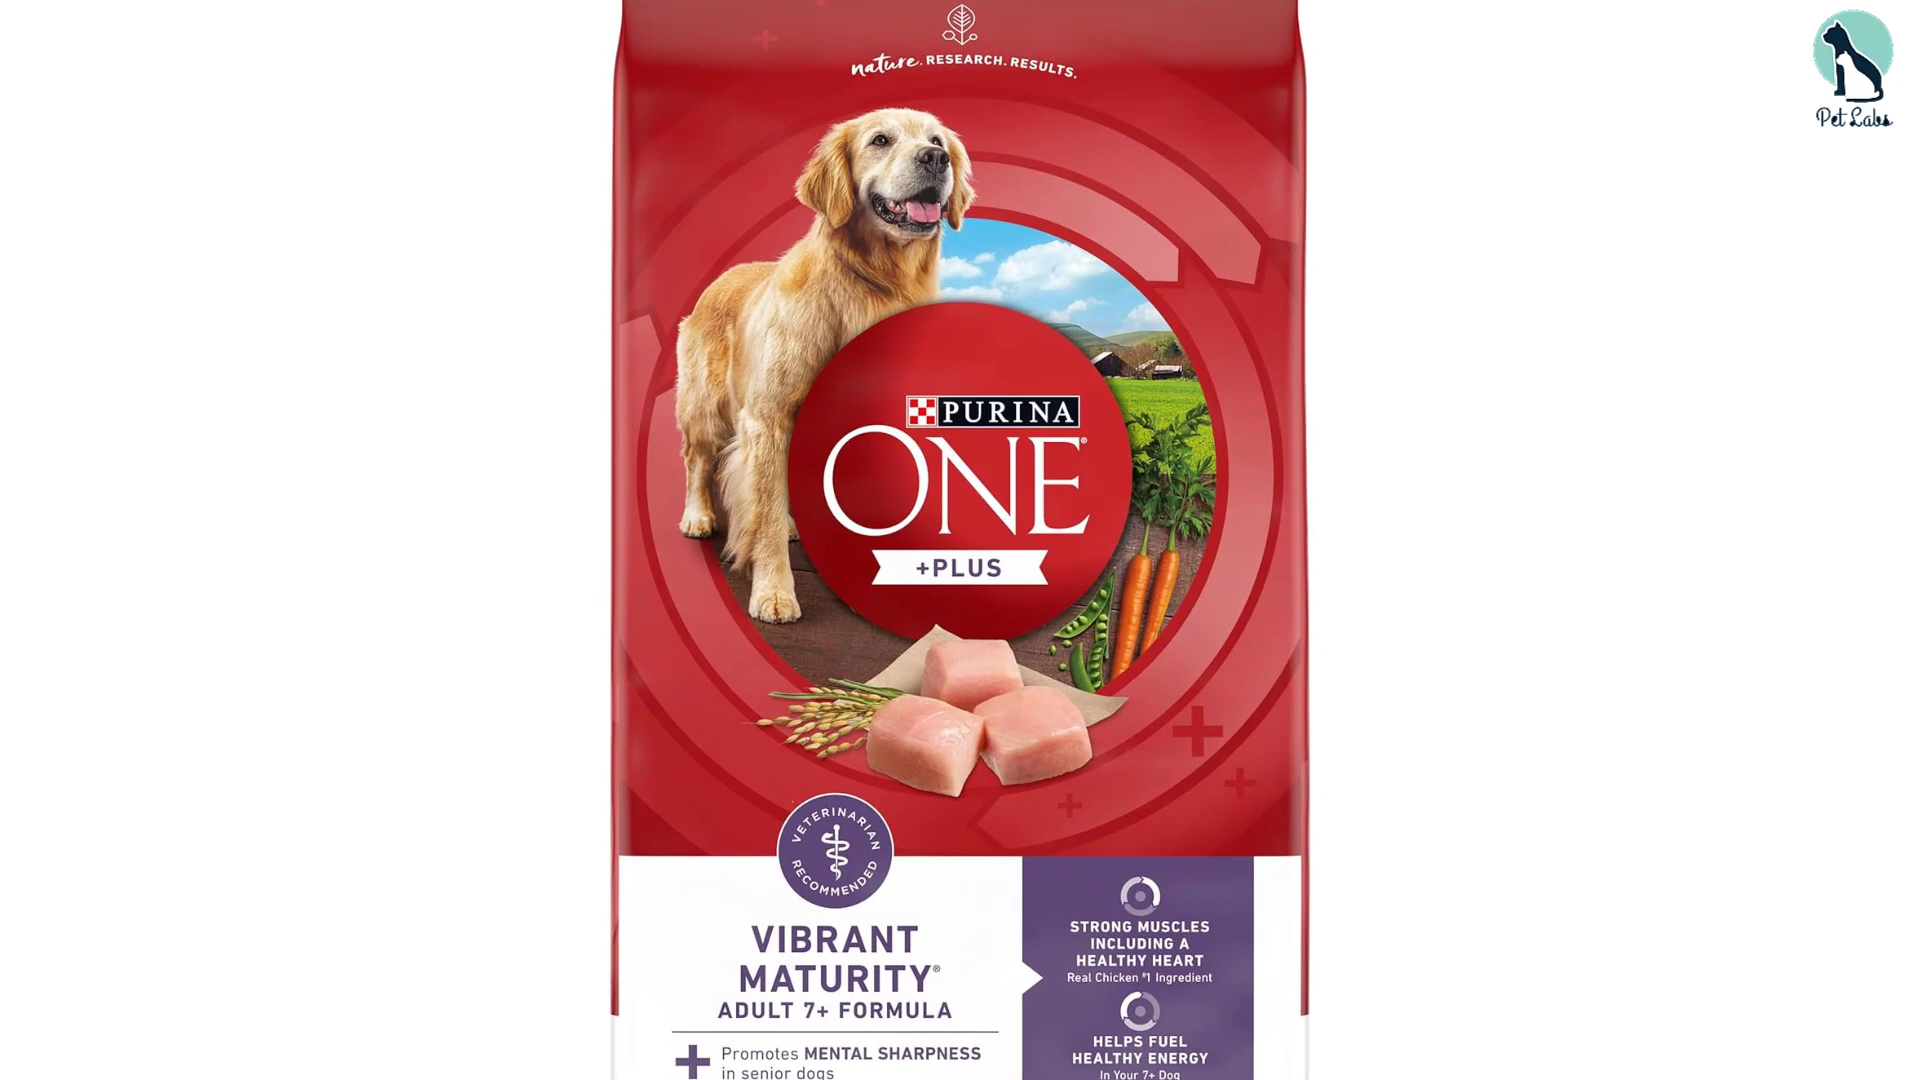 nature. RESEARCH. RESULTS.
Pet Labs
PURINA
ONE®
+PLUS
VETERINARIAN
RECOMMENDED
VIBRANT
MATURITY®
ADULT 7+ FORMULA
Promotes MENTAL SHARPNESS
in senior dogs
STRONG MUSCLES
INCLUDING A
HEALTHY HEART
Real Chicken #1 Ingredient
HELPS FUEL
HEALTHY ENERGY
In Your 7+ Dog